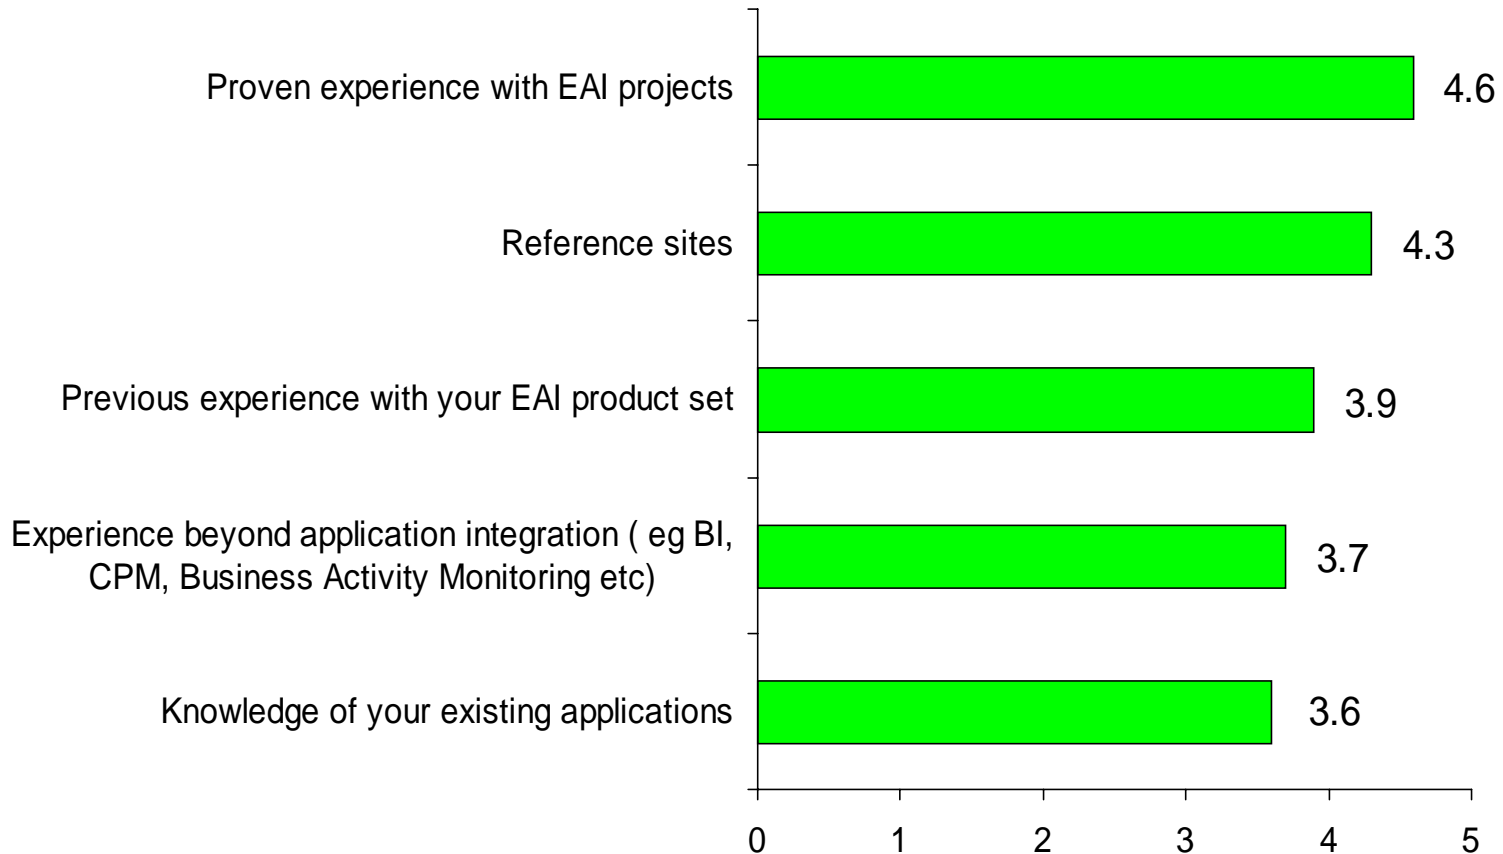 Proven experience with EAI projects
4.6
Reference sites
4.3
Previous experience with your EAI product set
3.9
Experience beyond application integration ( eg BI,
CPM, Business Activity Monitoring etc)
3.7
Knowledge of your existing applications
3.6
0 1 2 3 4 5